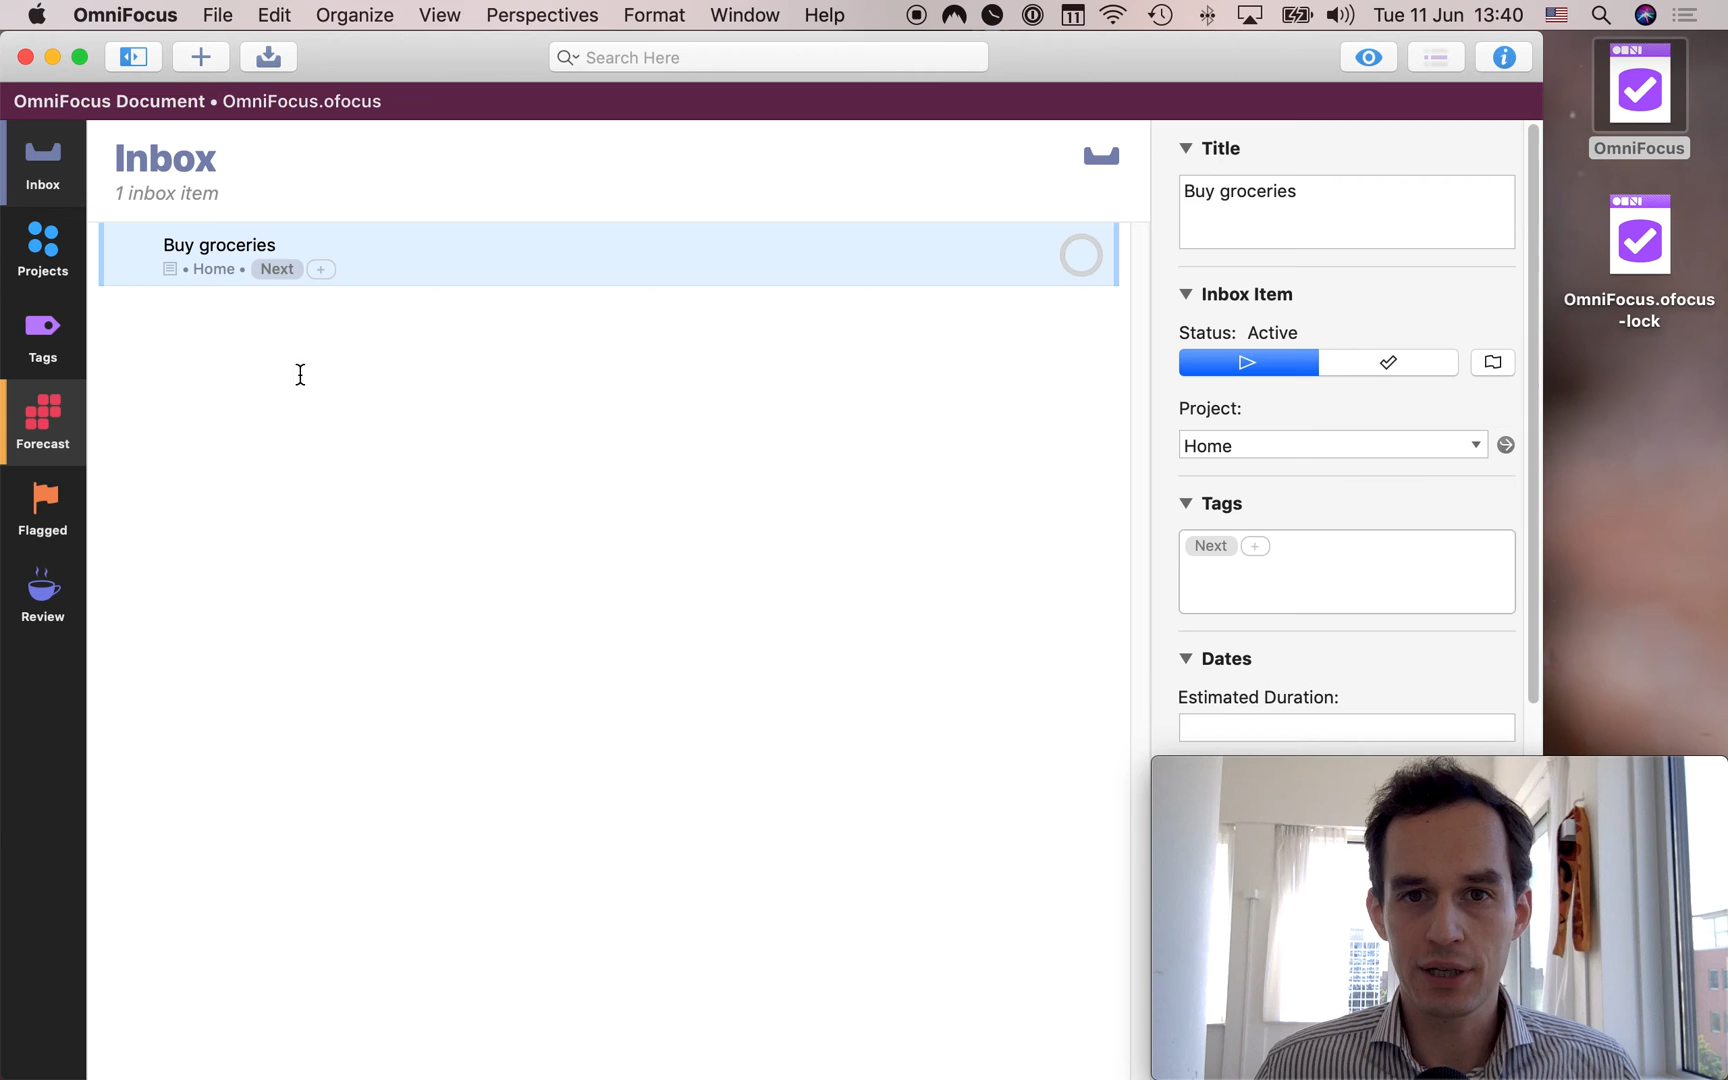 OmniFocus File Edit Organize View Perspectives Format Window Help 11 Tue 11 Jun 13:40
Search Here
OmniFocus Document • OmniFocus.ofocus
Inbox
Projects
Tags
Forecast
Flagged
Review
Inbox
1 inbox item
Buy groceries
• Home • Next +
Title
Buy groceries
Inbox Item
Status: Active
Project:
Home
Tags
Next +
Dates
Estimated Duration:
OMNI
OmniFocus
OMNI
OmniFocus.ofocus
-lock